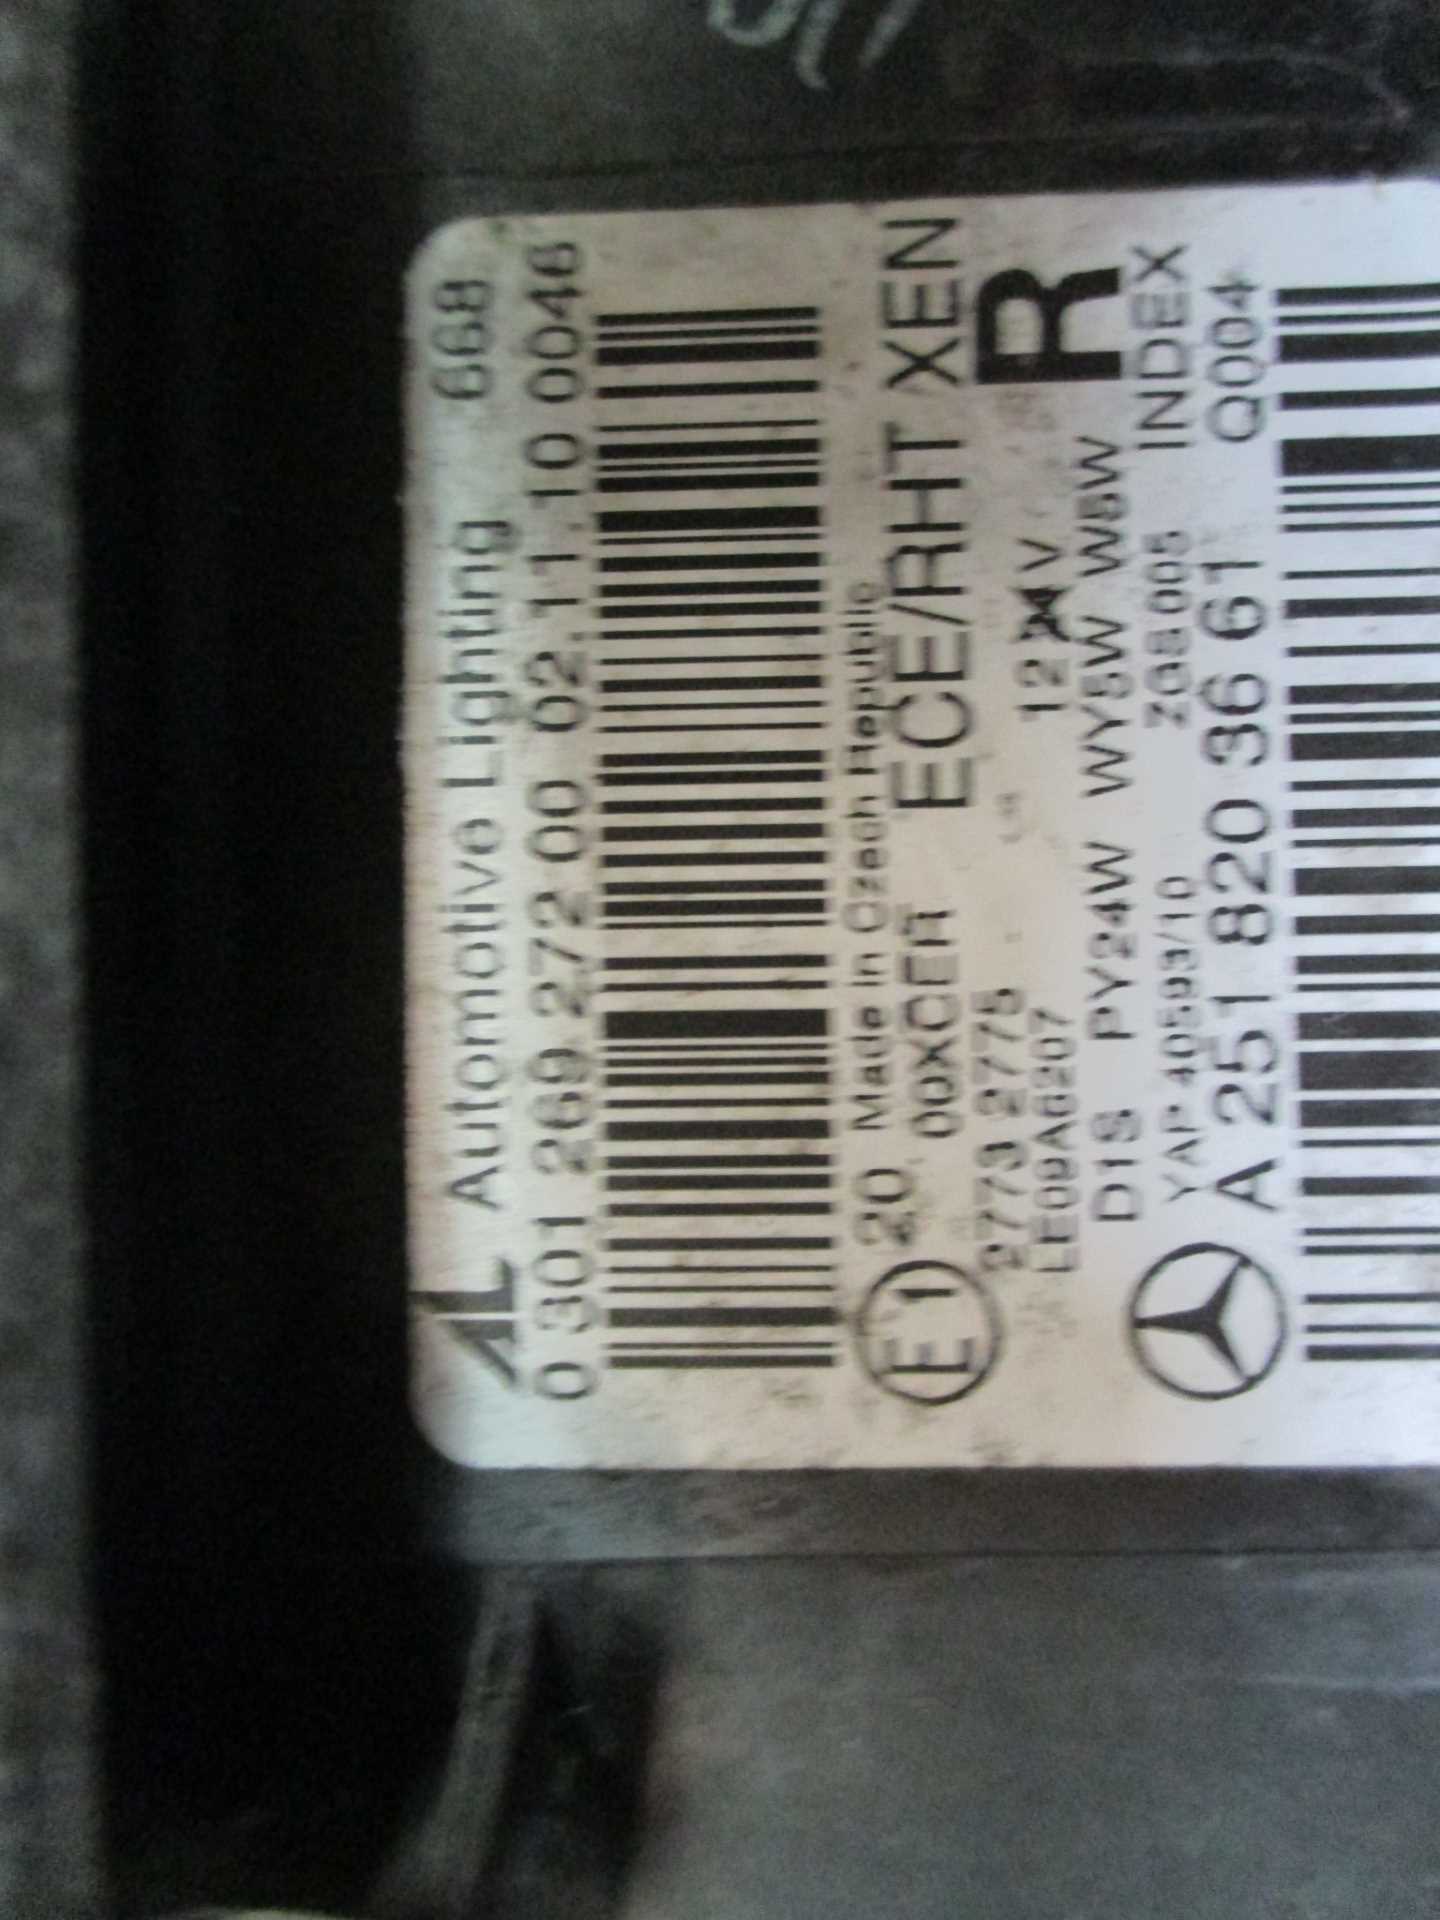 AL Automotive Lighting 668
0 301 269 272 00 02.11.10 0046
Made in Czech Republic
E1 20 00XCER ECE/RHT XEN
2773 2775
12 V R
LE09A6207
D1S PY24W WY5W W5W
YAP 40593/10 ZGS 005 INDEX
A 251 820 36 61 Q004